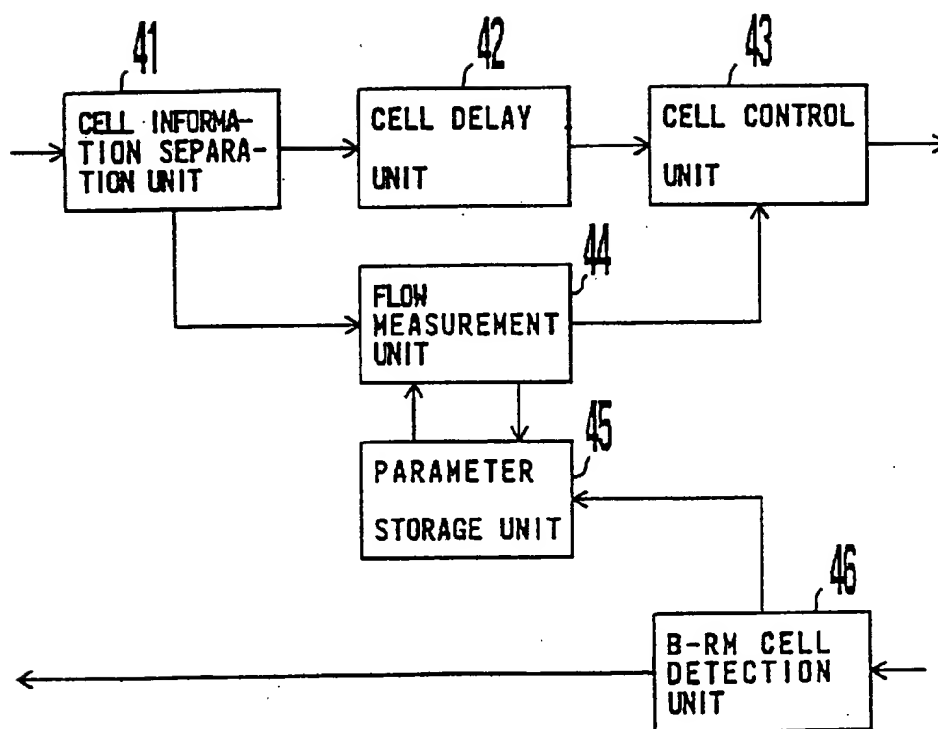 41
CELL INFORMA-
TION SEPARA-
TION UNIT
42
CELL DELAY
UNIT
43
CELL CONTROL
UNIT
44
FLOW
MEASUREMENT
UNIT
45
PARAMETER
STORAGE UNIT
46
B-RM CELL
DETECTION
UNIT